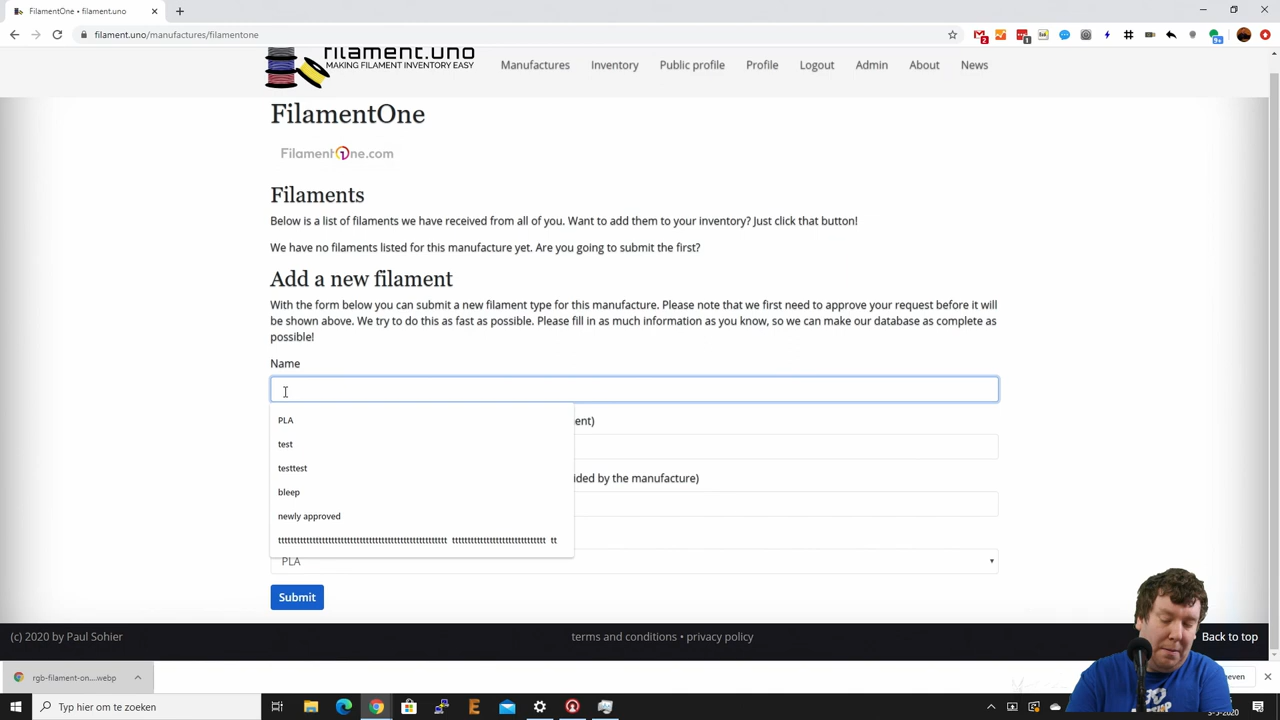 FilamentOne • filament.uno
filament.uno/manufactures/filamentone
filament.uno
MAKING FILAMENT INVENTORY EASY
Manufactures Inventory Public profile Profile Logout Admin About News
FilamentOne
Filament1ne.com
Filaments
Below is a list of filaments we have received from all of you. Want to add them to your inventory? Just click that button!
We have no filaments listed for this manufacture yet. Are you going to submit the first?
Add a new filament
With the form below you can submit a new filament type for this manufacture. Please note that we first need to approve your request before it will
be shown above. We try to do this as fast as possible. Please fill in as much information as you know, so we can make our database as complete as
possible!
Name
PLA
ent)
test
testtest
ided by the manufacture)
bleep
newly approved
PLA
Submit
(c) 2020 by Paul Sohier terms and conditions • privacy policy Back to top
rgb-filament-on....webp
even
Typ hier om te zoeken
3-5-2020